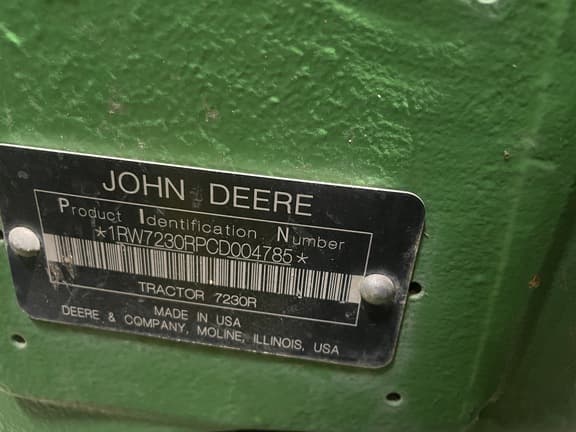 JOHN DEERE
Product Identification Number
*1RW7230RPCD004785*
TRACTOR 7230R
MADE IN USA
DEERE & COMPANY, MOLINE, ILLINOIS, USA